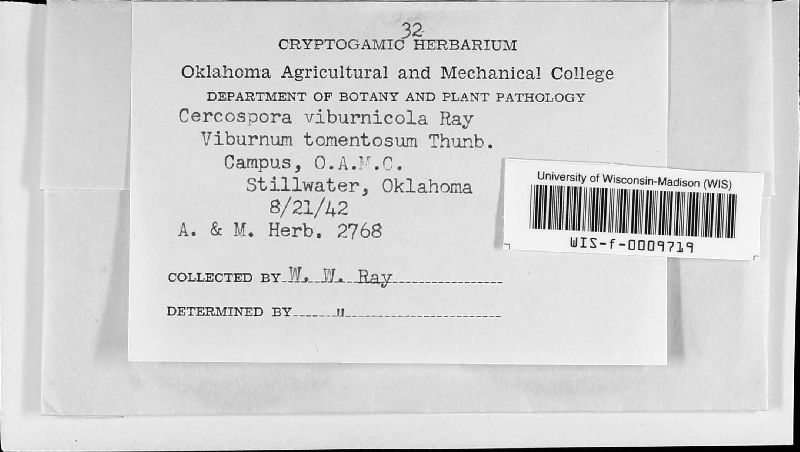 32
CRYPTOGAMIC HERBARIUM
Oklahoma Agricultural and Mechanical College
DEPARTMENT OF BOTANY AND PLANT PATHOLOGY
Cercospora viburnicola Ray
Viburnum tomentosum Thunb.
Campus, O.A.M.C.
Stillwater, Oklahoma
8/21/42
A. & M. Herb. 2768
COLLECTED BY W. W. Ray
DETERMINED BY "
University of Wisconsin-Madison (WIS)
WIS-f-0009719